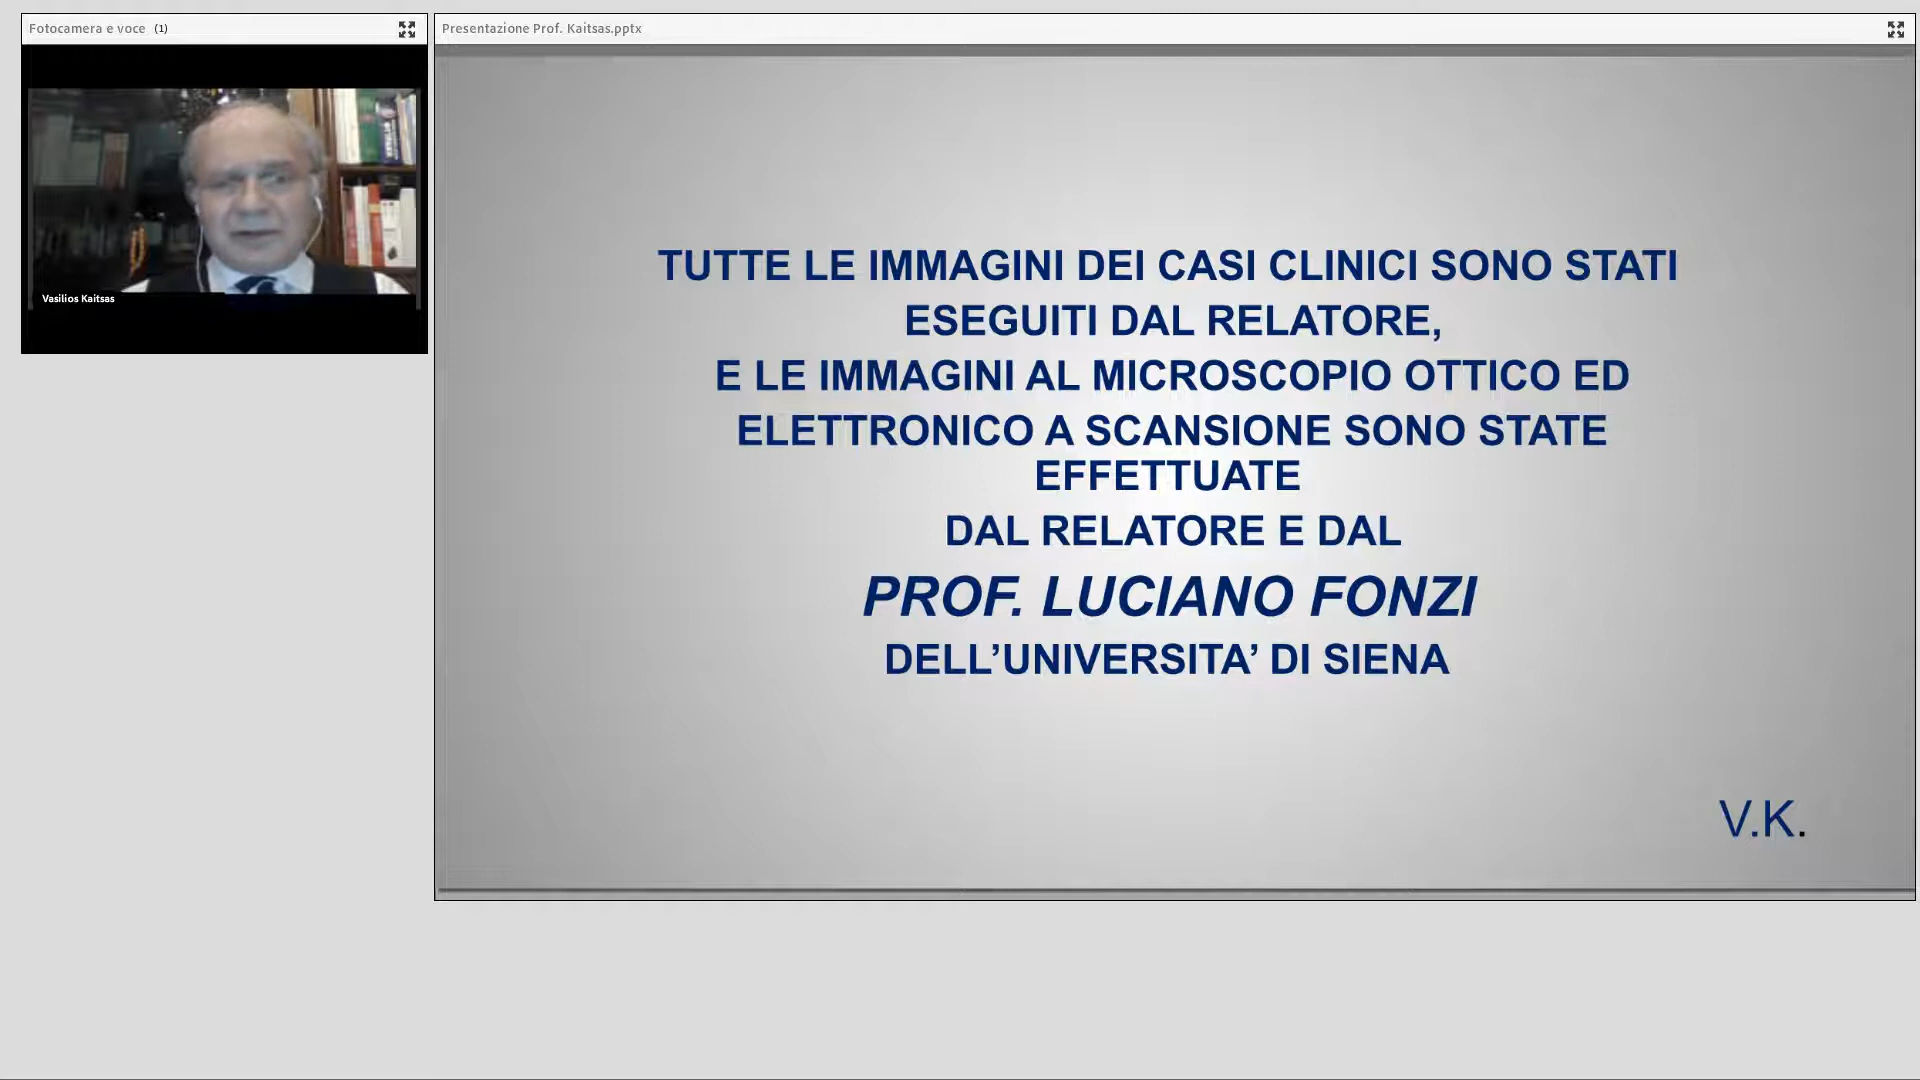 Fotocamera e voce (1)
Vasilios Kaitsas
Presentazione Prof. Kaitsas.pptx
TUTTE LE IMMAGINI DEI CASI CLINICI SONO STATI
ESEGUITI DAL RELATORE,
E LE IMMAGINI AL MICROSCOPIO OTTICO ED
ELETTRONICO A SCANSIONE SONO STATE
EFFETTUATE
DAL RELATORE E DAL
PROF. LUCIANO FONZI
DELL’UNIVERSITA’ DI SIENA
V.K.